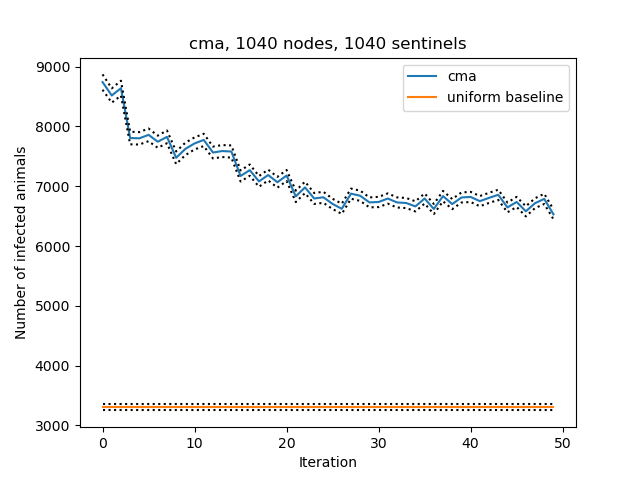 cma, 1040 nodes, 1040 sentinels
cma
uniform baseline
Number of infected animals
9000
8000
7000
6000
5000
4000
3000
0 10 20 30 40 50
Iteration